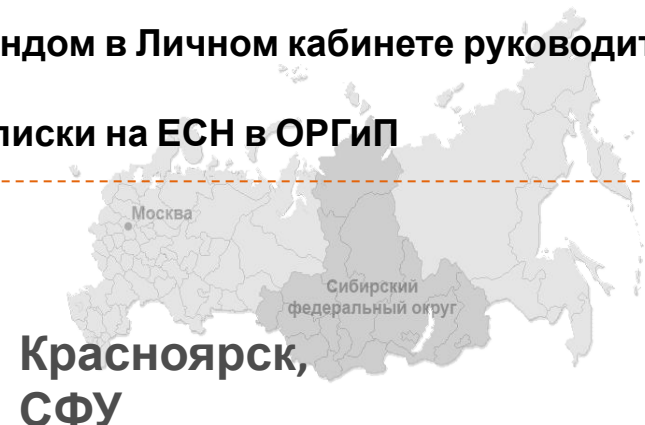 ндом в Личном кабинете руководит
писки на ЕСН в ОРГиП
Москва
Сибирский
федеральный округ
Красноярск,
СФУ